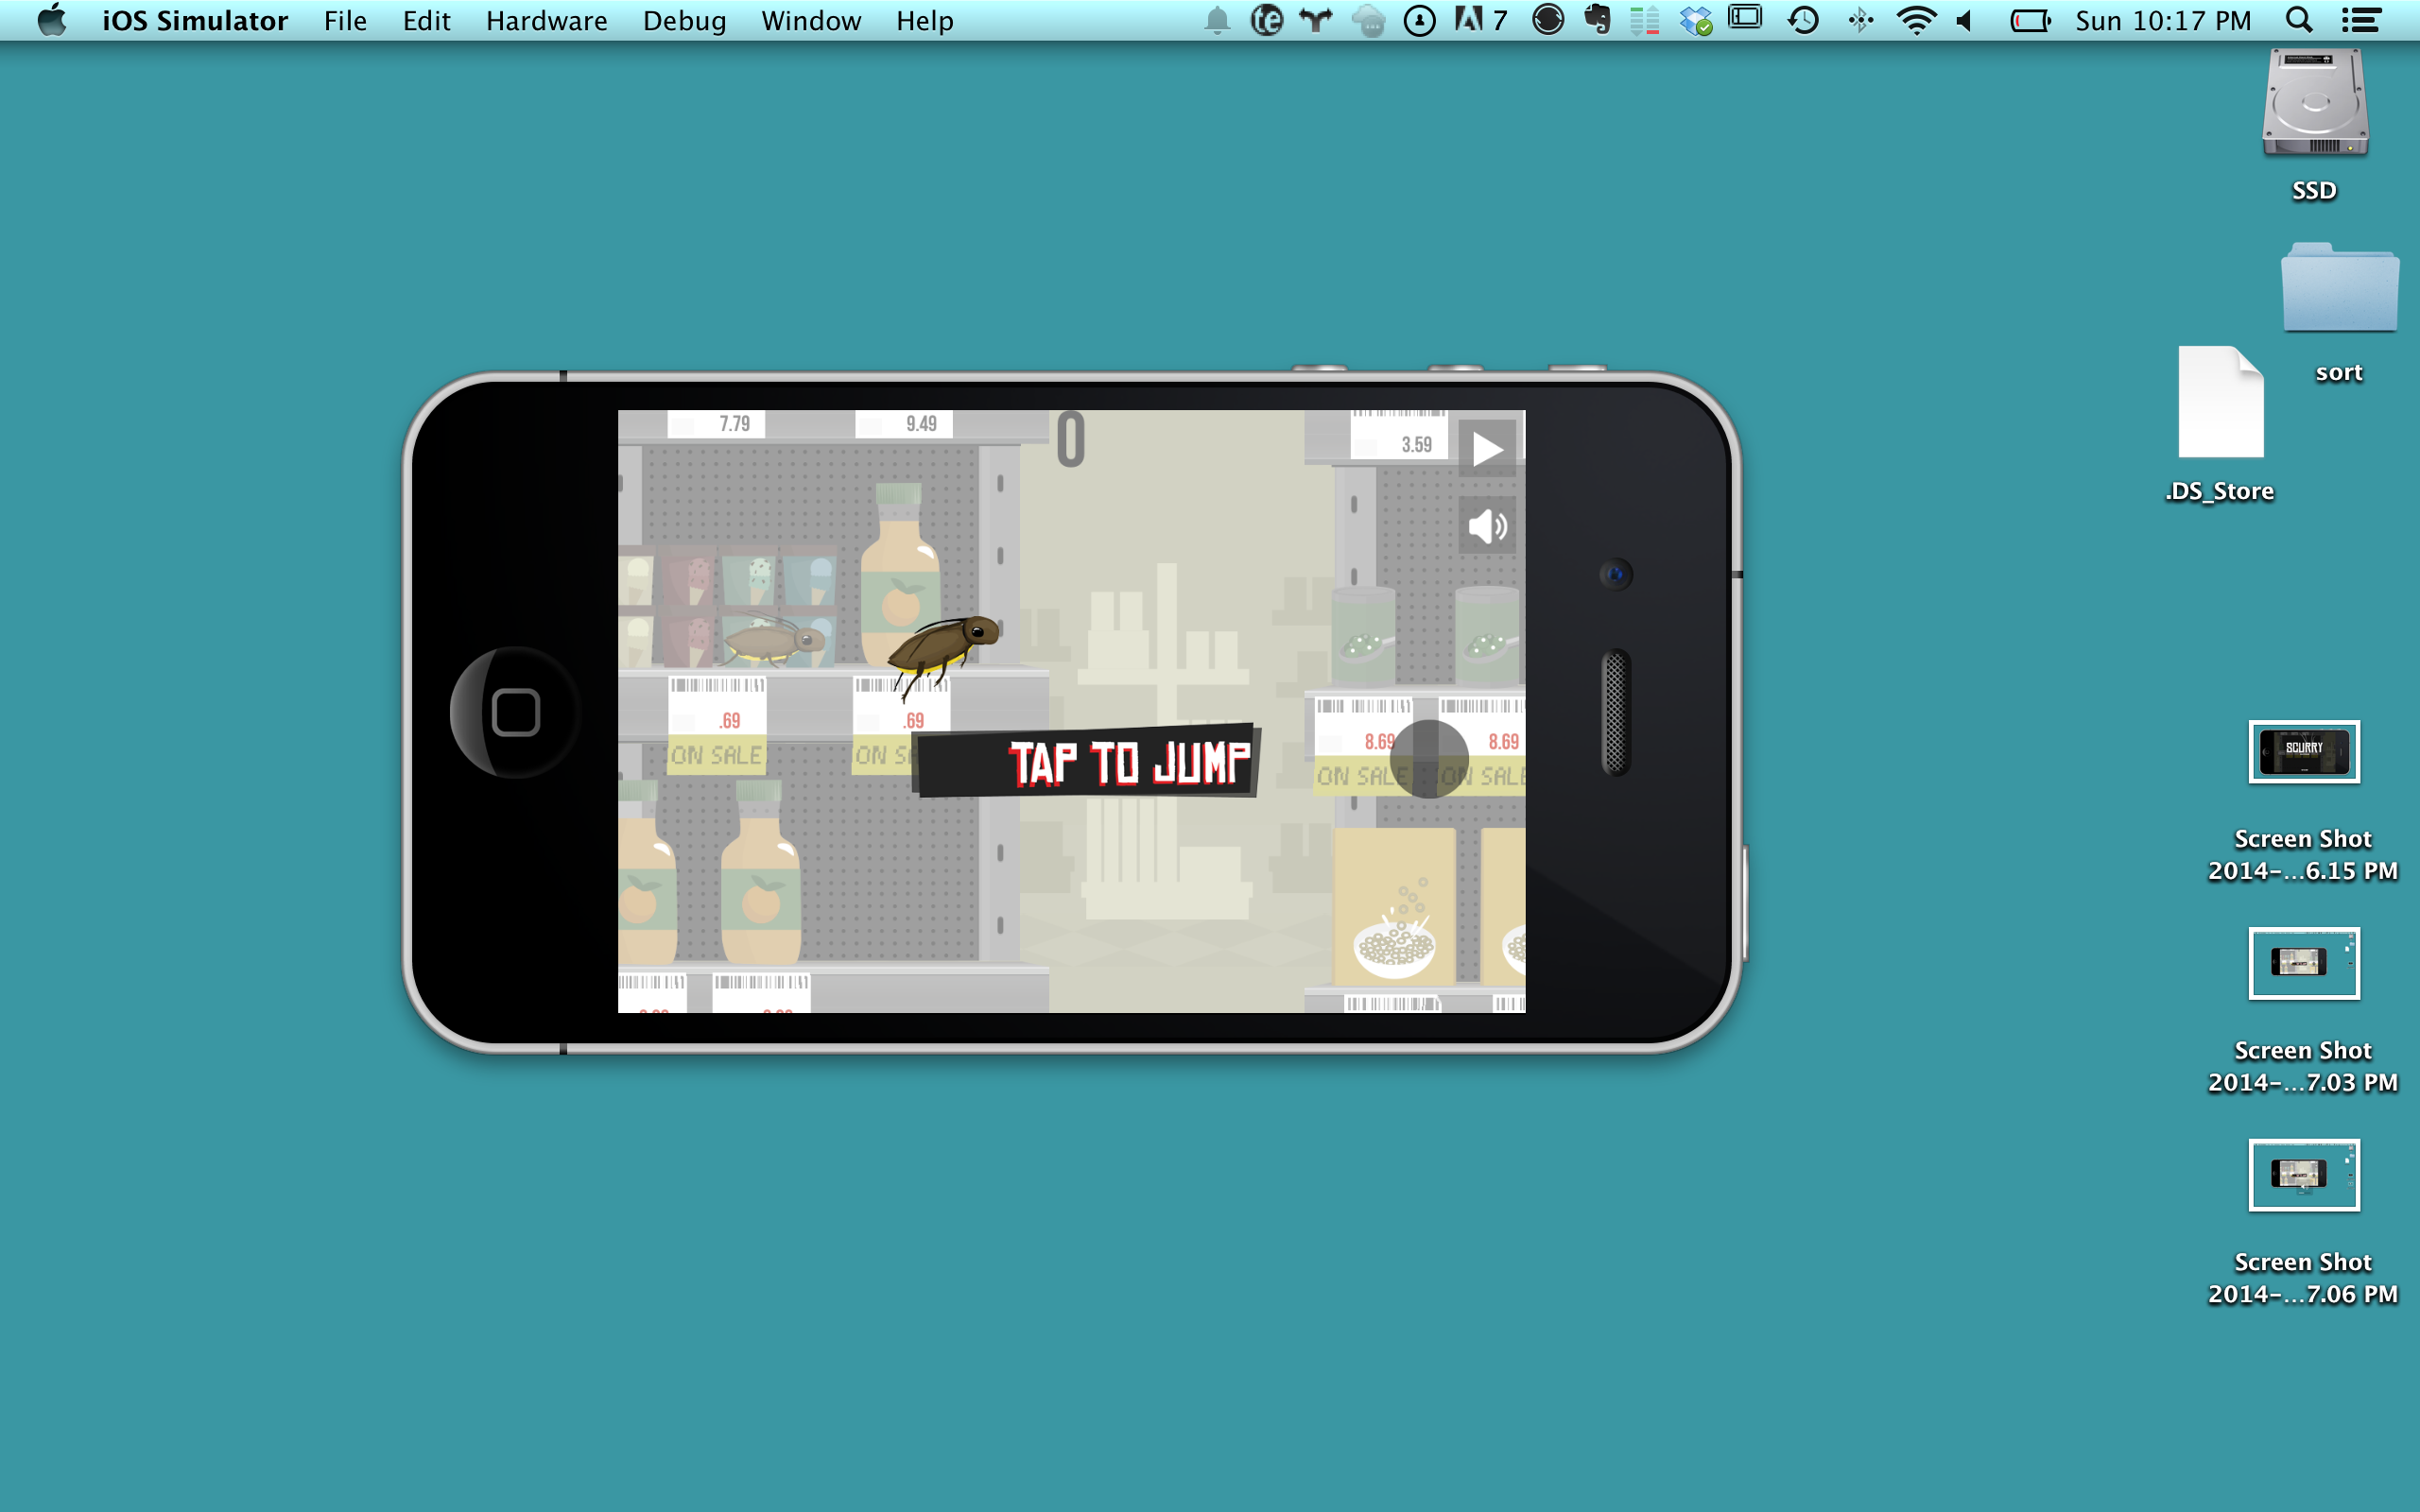 iOS Simulator File Edit Hardware Debug Window Help te 7 Sun 10:17 PM
SSD
sort
.DS_Store
7.79 9.49 0 3.59
.69 .69 8.69 8.69
ON SALE ON SA ON SALE ON SALE
TAP TO JUMP
SCURRY
Screen Shot
2014-...6.15 PM
Screen Shot
2014-...7.03 PM
Screen Shot
2014-...7.06 PM